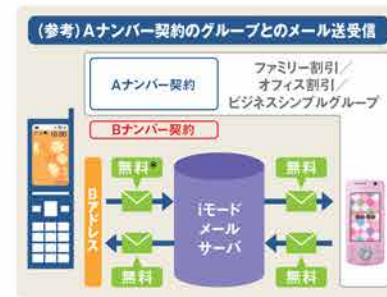 (参考)Aナンバー契約のグループとのメール送受信
Aナンバー契約
ファミリー割引/
オフィス割引/
ビジネスシンプルグループ
Bナンバー契約
Bアドレス
無料※
無料
iモード
メール
サーバ
無料
無料